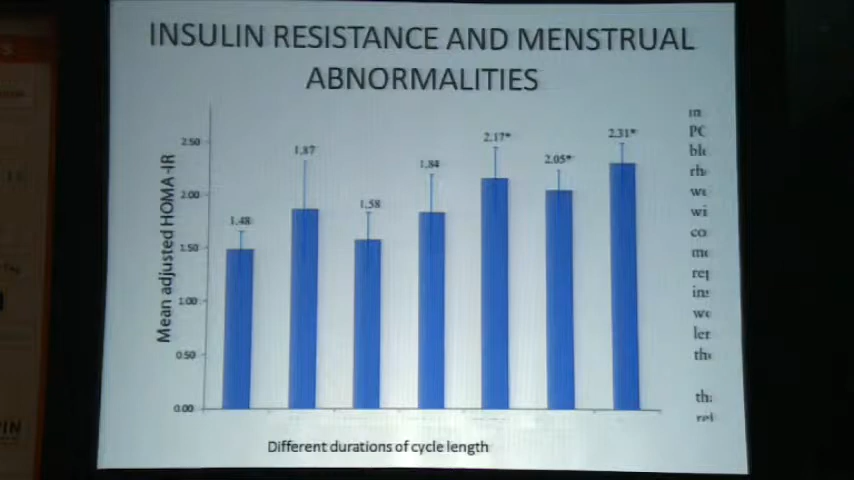 INSULIN RESISTANCE AND MENSTRUAL
ABNORMALITIES
Mean adjusted HOMA-IR
2.50
2.00
1.50
1.00
0.50
0.00
1.48
1.87
1.58
1.84
2.17*
2.05*
2.31*
Different durations of cycle length
in
PC